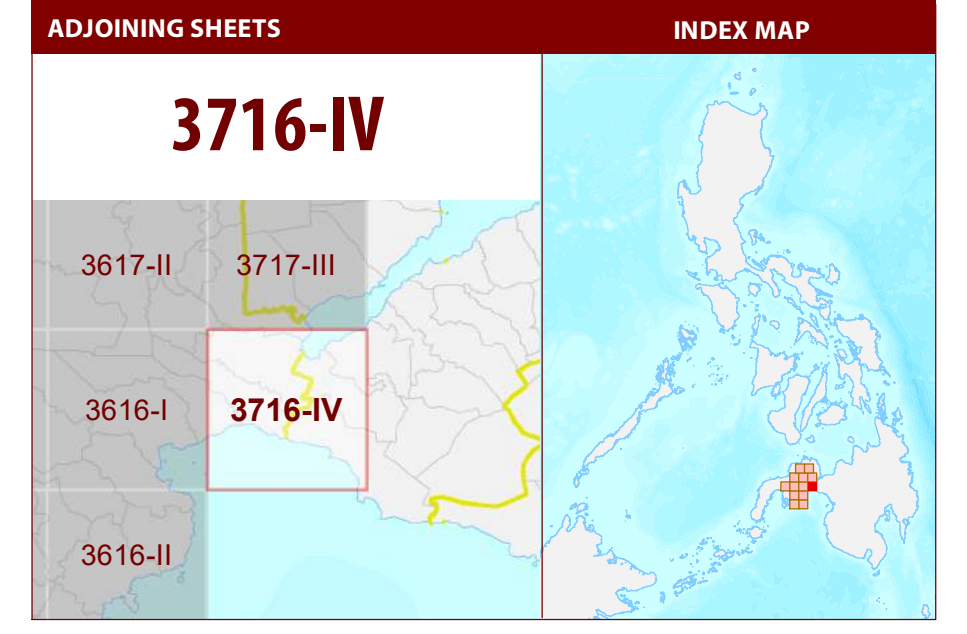 ADJOINING SHEETS
INDEX MAP
3716-IV
3617-II
3717-III
3616-I
3716-IV
3616-II